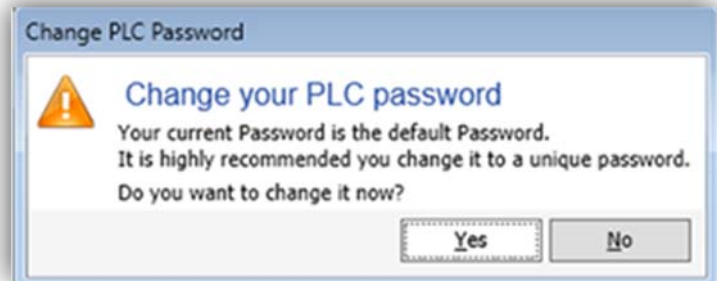 Change PLC Password
Change your PLC password
Your current Password is the default Password.
It is highly recommended you change it to a unique password.
Do you want to change it now?
Yes
No